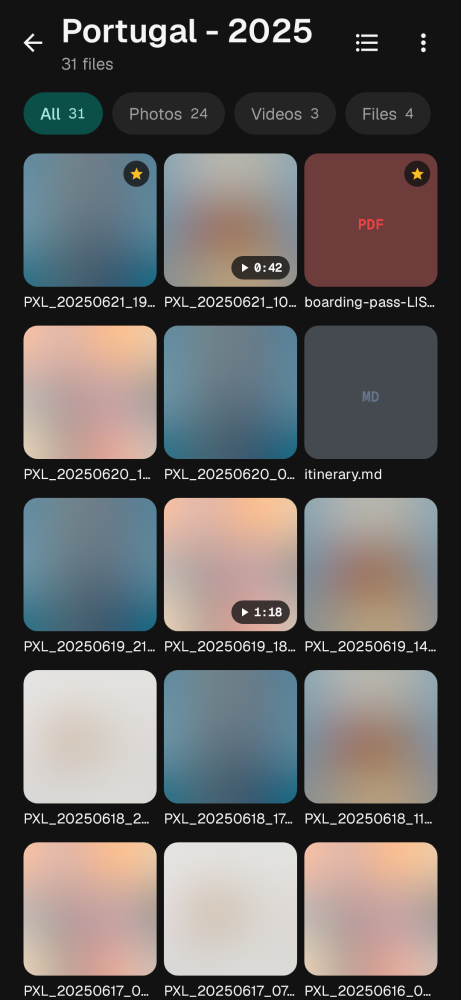 Portugal - 2025
31 files
All 31
Photos 24
Videos 3
Files 4
PDF
0:42
PXL_20250621_19...
PXL_20250621_10...
boarding-pass-LIS...
MD
PXL_20250620_1...
PXL_20250620_0...
itinerary.md
1:18
PXL_20250619_21...
PXL_20250619_18...
PXL_20250619_14...
PXL_20250618_2...
PXL_20250618_17...
PXL_20250618_11...
PXL_20250617_0...
PXL_20250617_07...
PXL_20250616_0...